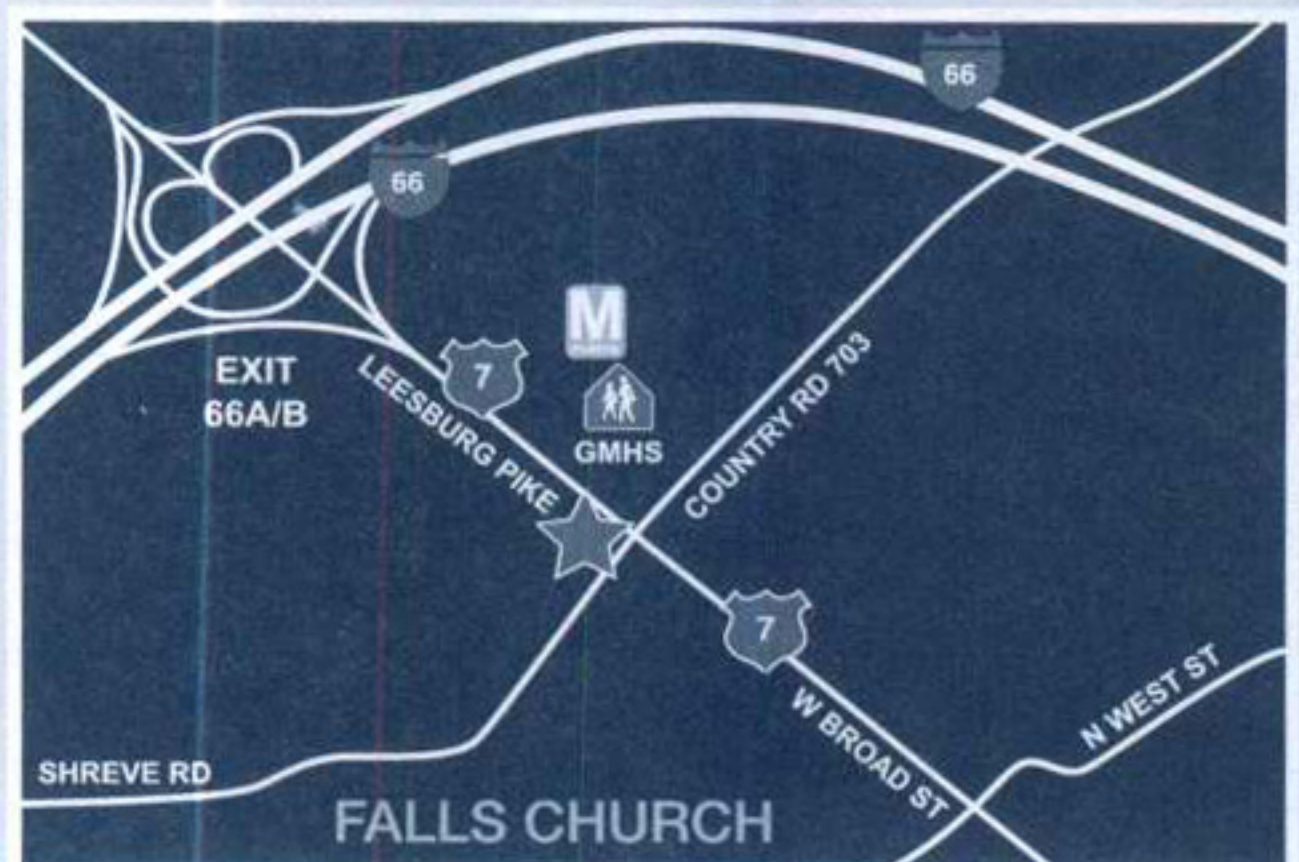 66
66
EXIT
66A/B
M
7
LEESBURG PIKE
GMHS
COUNTRY RD 703
7
W BROAD ST
N WEST ST
SHREVE RD
FALLS CHURCH